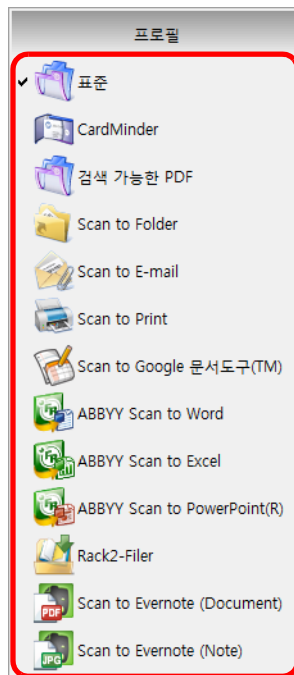 프로필
표준
CardMinder
검색 가능한 PDF
Scan to Folder
Scan to E-mail
Scan to Print
Scan to Google 문서도구(TM)
ABBYY Scan to Word
ABBYY Scan to Excel
ABBYY Scan to PowerPoint(R)
Rack2-Filer
PDF Scan to Evernote (Document)
JPG Scan to Evernote (Note)